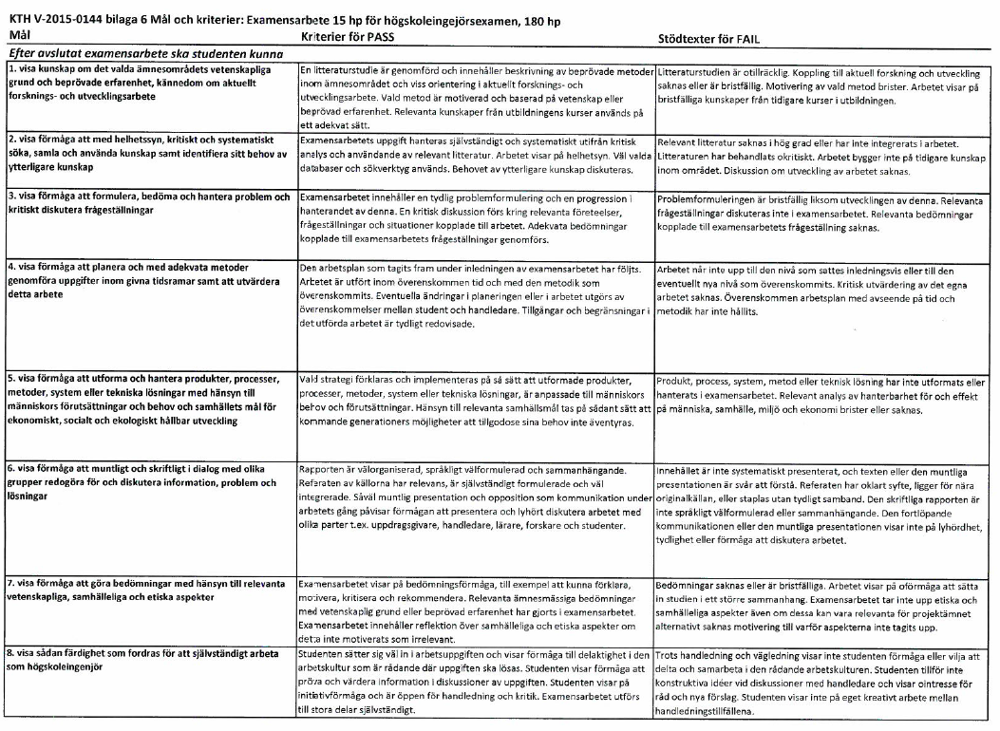 KTH V-2015-0144 bilaga 6 Mål och kriterier: Examensarbete 15 hp för högskoleingejörsexamen, 180 hp
Mål
Kriterier för PASS
Stödtexter för FAIL
Efter avslutat examensarbete ska studenten kunna
1. visa kunskap om det valda ämnesområdets vetenskapliga
grund och beprövade erfarenhet, kännedom om aktuellt
forsknings- och utvecklingsarbete
En litteraturstudie är genomförd och innehåller beskrivning av beprövade metoder
inom ämnesområdet och viss orientering i aktuellt forsknings- och
utvecklingsarbete. Vald metod är motiverad och baserad på vetenskap eller
beprövad erfarenhet. Relevanta kunskaper från utbildningens kurser används på
ett adekvat sätt.
Litteraturstudien är otillräcklig. Koppling till aktuell forskning och utveckling
saknas eller är bristfällig. Motivering av vald metod brister. Arbetet visar på
bristfälliga kunskaper från tidigare kurser i utbildningen.
2. visa förmåga att med helhetssyn, kritiskt och systematiskt
söka, samla och använda kunskap samt identifiera sitt behov av
ytterligare kunskap
Examensarbetets uppgift hanteras självständigt och systematiskt utifrån kritisk
analys och användande av relevant litteratur. Arbetet visar på helhetsyn. Väl valda
databaser och sökverktyg används. Behovet av ytterligare kunskap diskuteras.
Relevant litteratur saknas i hög grad eller har inte integrerats i arbetet.
Litteraturen har behandlats okritiskt. Arbetet bygger inte på tidigare kunskap
inom området. Diskussion om utveckling av arbetet saknas.
3. visa förmåga att formulera, bedöma och hantera problem och
kritiskt diskutera frågeställningar
Examensarbetet innehåller en tydlig problemformulering och en progression i
hanterandet av denna. En kritisk diskussion förs kring relevanta företeelser,
frågeställningar och situationer kopplade till arbetet. Adekvata bedömningar
kopplade till examensarbetets frågeställningar genomförs.
Problemformuleringen är bristfällig liksom utvecklingen av denna. Relevanta
frågeställningar diskuteras inte i examensarbetet. Relevanta bedömningar
kopplade till examensarbetets frågeställning saknas.
4. visa förmåga att planera och med adekvata metoder
genomföra uppgifter inom givna tidsramar samt att utvärdera
detta arbete
Den arbetsplan som tagits fram under inledningen av examensarbetet har följts.
Arbetet är utfört inom överenskommen tid och med den metodik som
överenskommits. Eventuella ändringar i planeringen eller i arbetet utgörs av
överenskommelser mellan student och handledare. Tillgångar och begränsningar i
det utförda arbetet är tydligt redovisade.
Arbetet når inte upp till den nivå som sattes inledningsvis eller till den
eventuellt nya nivå som överenskommits. Kritisk utvärdering av det egna
arbetet saknas. Överenskommen arbetsplan med avseende på tid och
metodik har inte hållits.
5. visa förmåga att utforma och hantera produkter, processer,
metoder, system eller tekniska lösningar med hänsyn till
människors förutsättningar och behov och samhällets mål för
ekonomiskt, socialt och ekologiskt hållbar utveckling
Vald strategi förklaras och implementeras på så sätt att utformade produkter,
processer, metoder, system eller tekniska lösningar, är anpassade till människors
behov och förutsättningar. Hänsyn till relevanta samhällsmål tas på sådant sätt att
kommande generationers möjligheter att tillgodose sina behov inte äventyras.
Produkt, process, system, metod eller teknisk lösning har inte utformats eller
hanterats i examensarbetet. Relevant analys av hanterbarhet för och effekt
på människa, samhälle, miljö och ekonomi brister eller saknas.
6. visa förmåga att muntligt och skriftligt i dialog med olika
grupper redogöra för och diskutera information, problem och
lösningar
Rapporten är välorganiserad, språkligt välformulerad och sammanhängande.
Referaten av källorna har relevans, är självständigt formulerade och väl
integrerade. Såväl muntlig presentation och opposition som kommunikation under
arbetets gång påvisar förmågan att presentera och lyhört diskutera arbetet med
olika parter t.ex. uppdragsgivare, handledare, lärare, forskare och studenter.
Innehållet är inte systematiskt presenterat, och texten eller den muntliga
presentationen är svår att förstå. Referaten har oklart syfte, ligger för nära
originalkällan, eller staplas utan tydligt samband. Den skriftliga rapporten är
inte språkligt välformulerad eller sammanhängande. Den fortlöpande
kommunikationen eller den muntliga presentationen visar inte på lyhördhet,
tydlighet eller förmåga att diskutera arbetet.
7. visa förmåga att göra bedömningar med hänsyn till relevanta
vetenskapliga, samhälleliga och etiska aspekter
Examensarbetet visar på bedömningsförmåga, till exempel att kunna förklara,
motivera, kritisera och rekommendera. Relevanta ämnesmässiga bedömningar
med vetenskaplig grund eller beprövad erfarenhet har gjorts i examensarbetet.
Examensarbetet innehåller reflektion över samhälleliga och etiska aspekter om
detta inte motiverats som irrelevant.
Bedömningar saknas eller är bristfälliga. Arbetet visar på oförmåga att sätta
in studien i ett större sammanhang. Examensarbetet tar inte upp etiska och
samhälleliga aspekter även om dessa kan vara relevanta för projektämnet
alternativt saknas motivering till varför aspekterna inte tagits upp.
8. visa sådan färdighet som fordras för att självständigt arbeta
som högskoleingenjör
Studenten sätter sig väl in i arbetsuppgiften och visar förmåga till delaktighet i den
arbetskultur som är rådande där uppgiften ska lösas. Studenten visar förmåga att
pröva och värdera information i diskussioner av uppgiften. Studenten visar på
initiativförmåga och är öppen för handledning och kritik. Examensarbetet utförs
till stora delar självständigt.
Trots handledning och vägledning visar inte studenten förmåga eller vilja att
delta och samarbeta i den rådande arbetskulturen. Studenten tillför inte
konstruktiva idéer vid diskussioner med handledare och visar ointresse för
råd och nya förslag. Studenten visar inte på eget kreativt arbete mellan
handledningstillfällena.